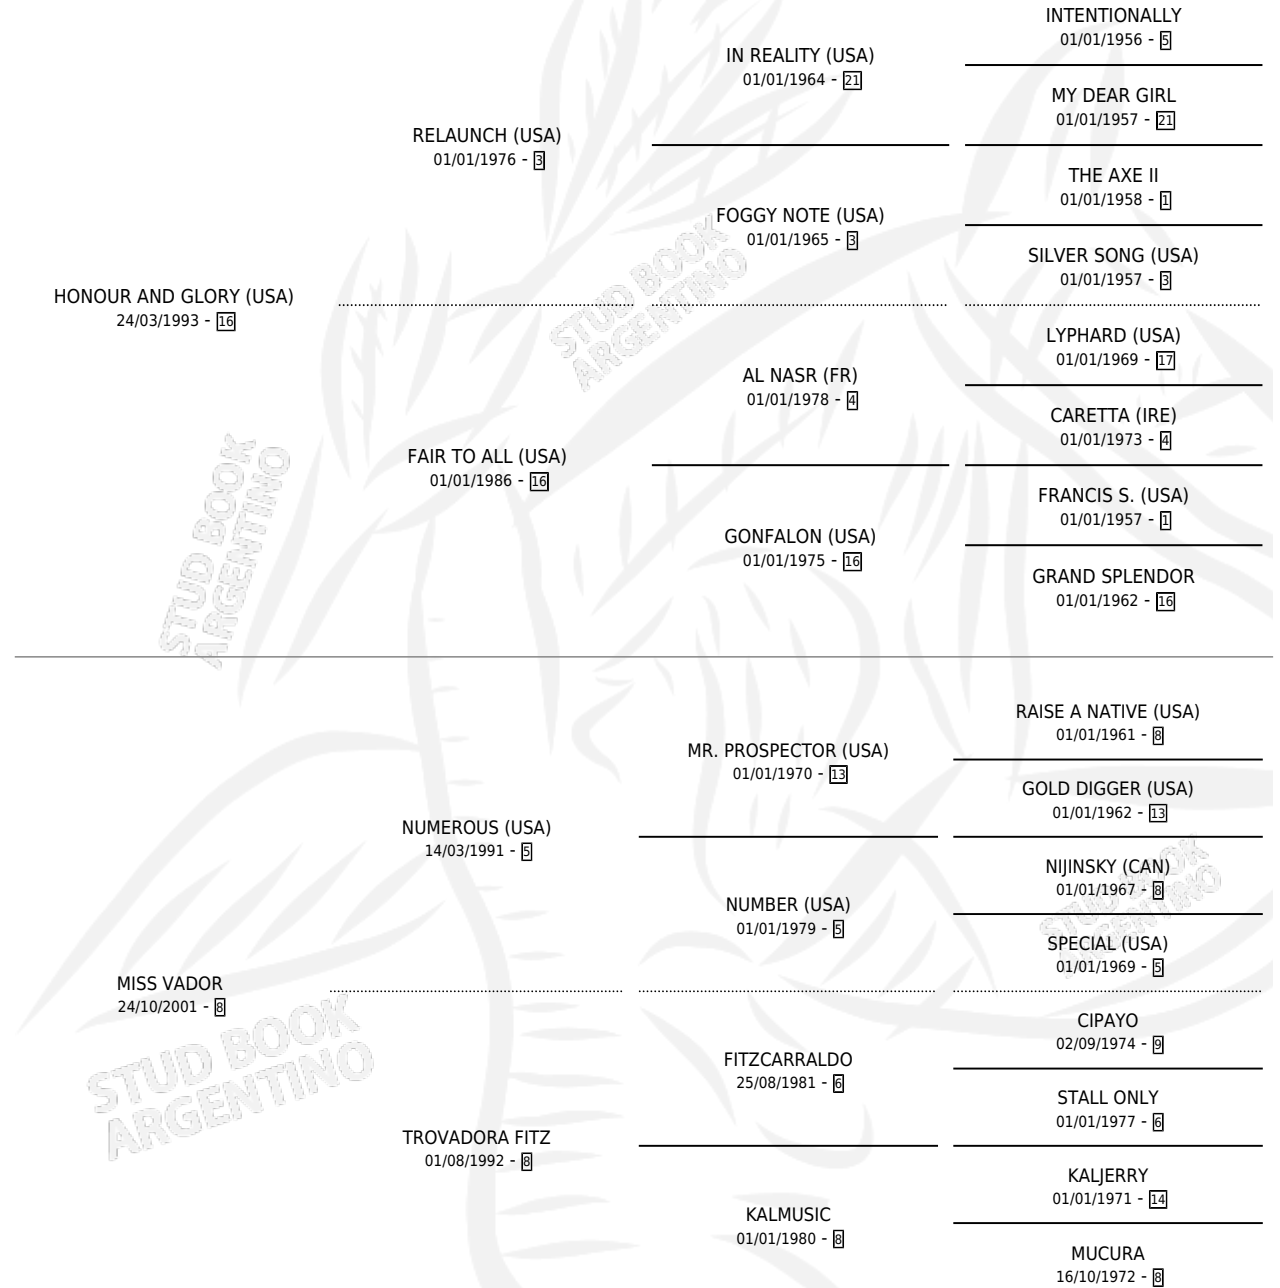 INTENTIONALLY
01/01/1956 - 5
IN REALITY (USA)
01/01/1964 - 21
MY DEAR GIRL
01/01/1957 - 21
RELAUNCH (USA)
01/01/1976 - 3
THE AXE II
01/01/1958 - 1
FOGGY NOTE (USA)
01/01/1965 - 3
SILVER SONG (USA)
01/01/1957 - 3
HONOUR AND GLORY (USA)
24/03/1993 - 16
LYPHARD (USA)
01/01/1969 - 17
AL NASR (FR)
01/01/1978 - 4
CARETTA (IRE)
01/01/1973 - 4
FAIR TO ALL (USA)
01/01/1986 - 16
FRANCIS S. (USA)
01/01/1957 - 1
GONFALON (USA)
01/01/1975 - 16
GRAND SPLENDOR
01/01/1962 - 16
RAISE A NATIVE (USA)
01/01/1961 - 8
MR. PROSPECTOR (USA)
01/01/1970 - 13
GOLD DIGGER (USA)
01/01/1962 - 13
NUMEROUS (USA)
14/03/1991 - 5
NIJINSKY (CAN)
01/01/1967 - 8
NUMBER (USA)
01/01/1979 - 5
SPECIAL (USA)
01/01/1969 - 5
MISS VADOR
24/10/2001 - 8
CIPAYO
02/09/1974 - 9
FITZCARRALDO
25/08/1981 - 6
STALL ONLY
01/01/1977 - 6
TROVADORA FITZ
01/08/1992 - 8
KALJERRY
01/01/1971 - 14
KALMUSIC
01/01/1980 - 8
MUCURA
16/10/1972 - 8
STUD BOOK
ARGENTINO
STUD BOOK
ARGENTINO
STUD BOOK
ARGENTINO
STUD BOOK
ARGENTINO